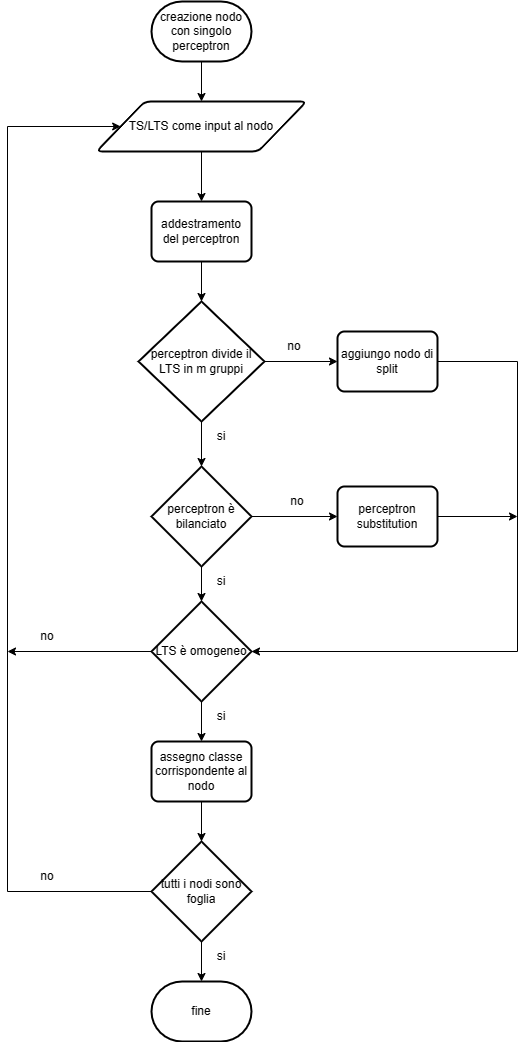 creazione nodo
con singolo
perceptron
TS/LTS come input al nodo
addestramento
del perceptron
perceptron divide il
LTS in m gruppi
no
aggiungo nodo di
split
si
perceptron è
bilanciato
no
perceptron
substitution
si
no
LTS è omogeneo
si
assegno classe
corrispondente al
nodo
no
tutti i nodi sono
foglia
si
fine